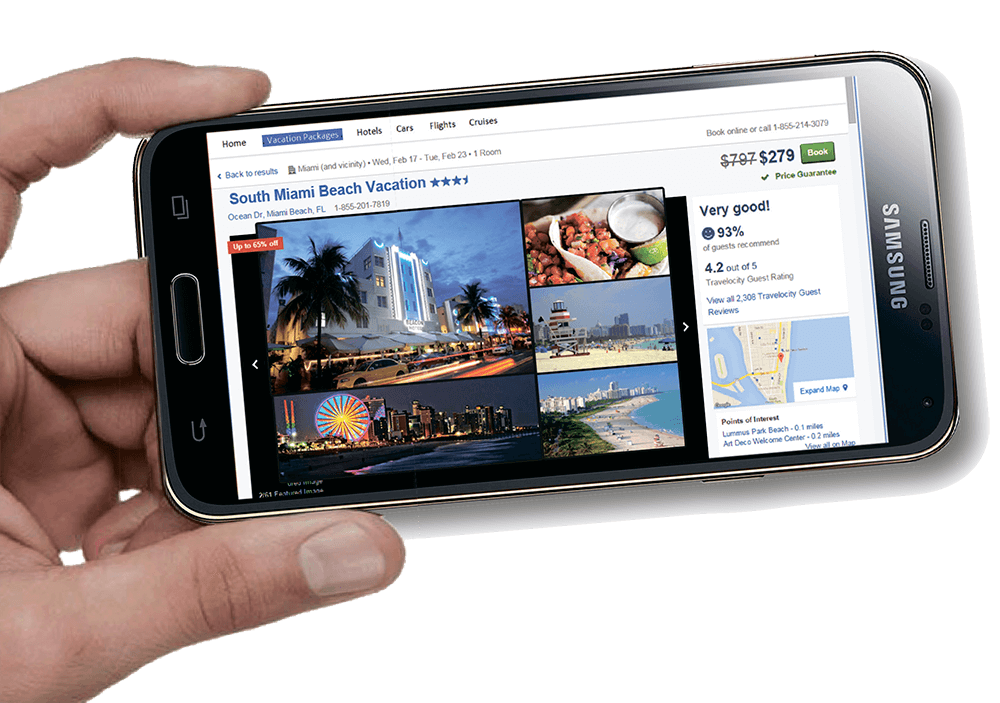 Home Vacation Packages Hotels Cars Flights Cruises
Book online or call 1-855-214-3079
‹ Back to results Miami (and vicinity) • Wed, Feb 17 - Tue, Feb 23 • 1 Room
$797 $279 Book
Price Guarantee
South Miami Beach Vacation
Ocean Dr, Miami Beach, FL 1-855-201-7819
Up to 65% off
Very good!
93%
of guests recommend
4.2 out of 5
Travelocity Guest Rating
View all 2,308 Travelocity Guest
Reviews
Expand Map
Points of Interest
Lummus Park Beach - 0.1 miles
Art Deco Welcome Center - 0.2 miles
View all on Map
Image
2/61 Featured Image
SAMSUNG